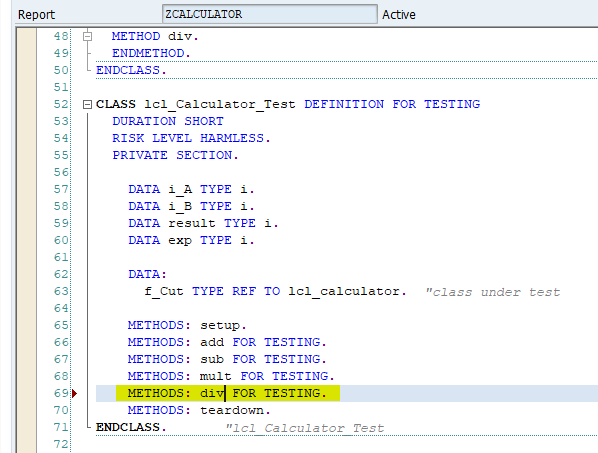 Report ZCALCULATOR Active
48 METHOD div.
49 ENDMETHOD.
50 ENDCLASS.
51
52 CLASS lcl_Calculator_Test DEFINITION FOR TESTING
53 DURATION SHORT
54 RISK LEVEL HARMLESS.
55 PRIVATE SECTION.
56
57 DATA i_A TYPE i.
58 DATA i_B TYPE i.
59 DATA result TYPE i.
60 DATA exp TYPE i.
61
62 DATA:
63 f_Cut TYPE REF TO lcl_calculator. "class under test
64
65 METHODS: setup.
66 METHODS: add FOR TESTING.
67 METHODS: sub FOR TESTING.
68 METHODS: mult FOR TESTING.
69 METHODS: div FOR TESTING.
70 METHODS: teardown.
71 ENDCLASS. "lcl_Calculator_Test
72